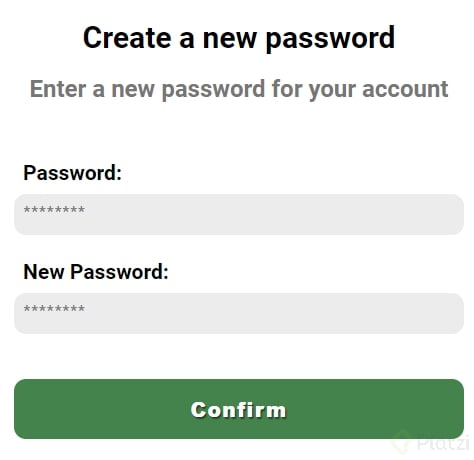 Create a new password
Enter a new password for your account
Password:
********
New Password:
********
Confirm
Platzi